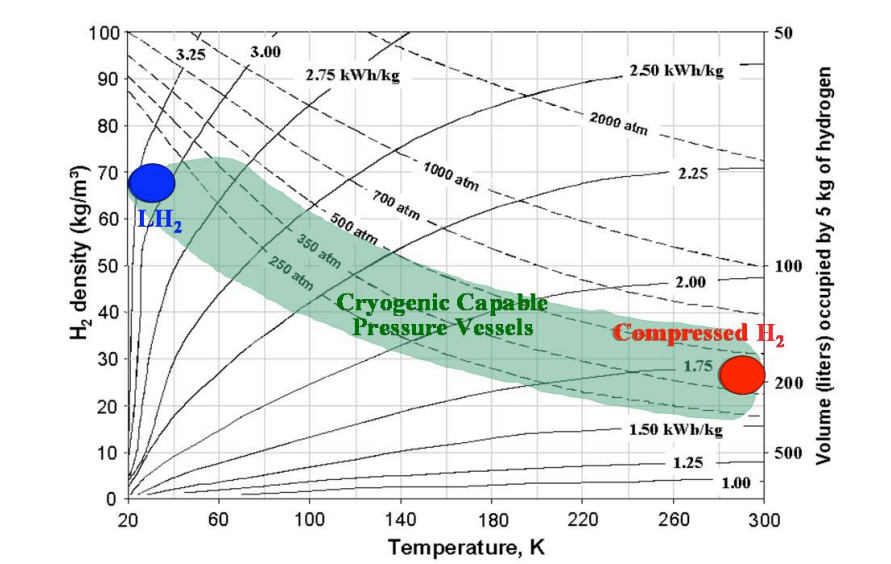 100
90
80
70
60
50
40
30
20
10
0
H₂ density (kg/m³)
3.25
3.00
2.75 kWh/kg
2.50 kWh/kg
2000 atm
1000 atm
2.25
700 atm
500 atm
350 atm
250 atm
LH₂
2.00
Cryogenic Capable
Pressure Vessels
Compressed H₂
1.75
1.50 kWh/kg
1.25
1.00
50
100
200
500
Volume (liters) occupied by 5 kg of hydrogen
20
60
100
140
180
220
260
300
Temperature, K